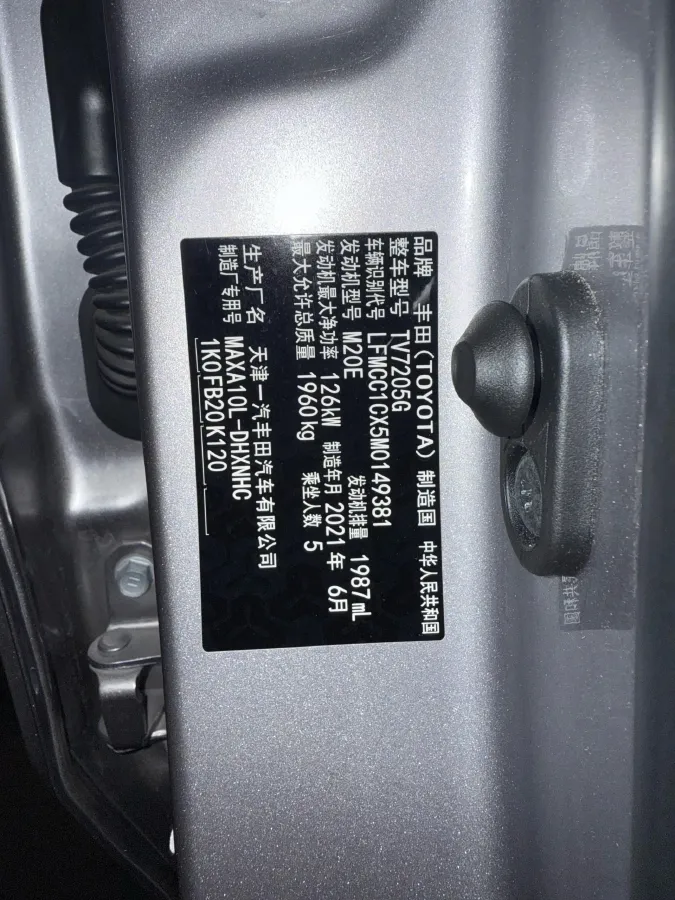 品牌 丰田(TOYOTA) 制造国 中华人民共和国
整车型号 TV7205G
车辆识别代号 LFMCC1CX5M0149381
发动机型号 M20E 发动机排量 1987mL
发动机最大净功率 126kW 制造年月 2021年 6月
最大允许总质量 1960kg 乘坐人数 5
生产厂名 天津一汽丰田汽车有限公司
制造厂专用号 MAXA10L-DHXNHC
1K0FB20K120